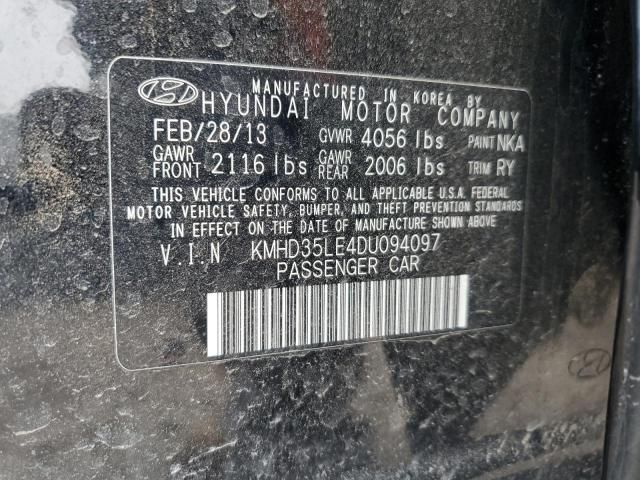 MANUFACTURED IN KOREA BY
HYUNDAI MOTOR COMPANY
FEB/28/13 GVWR 4056 lbs PAINT NKA
GAWR FRONT 2116 lbs GAWR REAR 2006 lbs TRIM RY
THIS VEHICLE CONFORMS TO ALL APPLICABLE U.S.A. FEDERAL
MOTOR VEHICLE SAFETY, BUMPER, AND THEFT PREVENTION STANDARDS
IN EFFECT ON THE DATE OF MANUFACTURE SHOWN ABOVE.
V.I.N KMHD35LE4DU094097
PASSENGER CAR